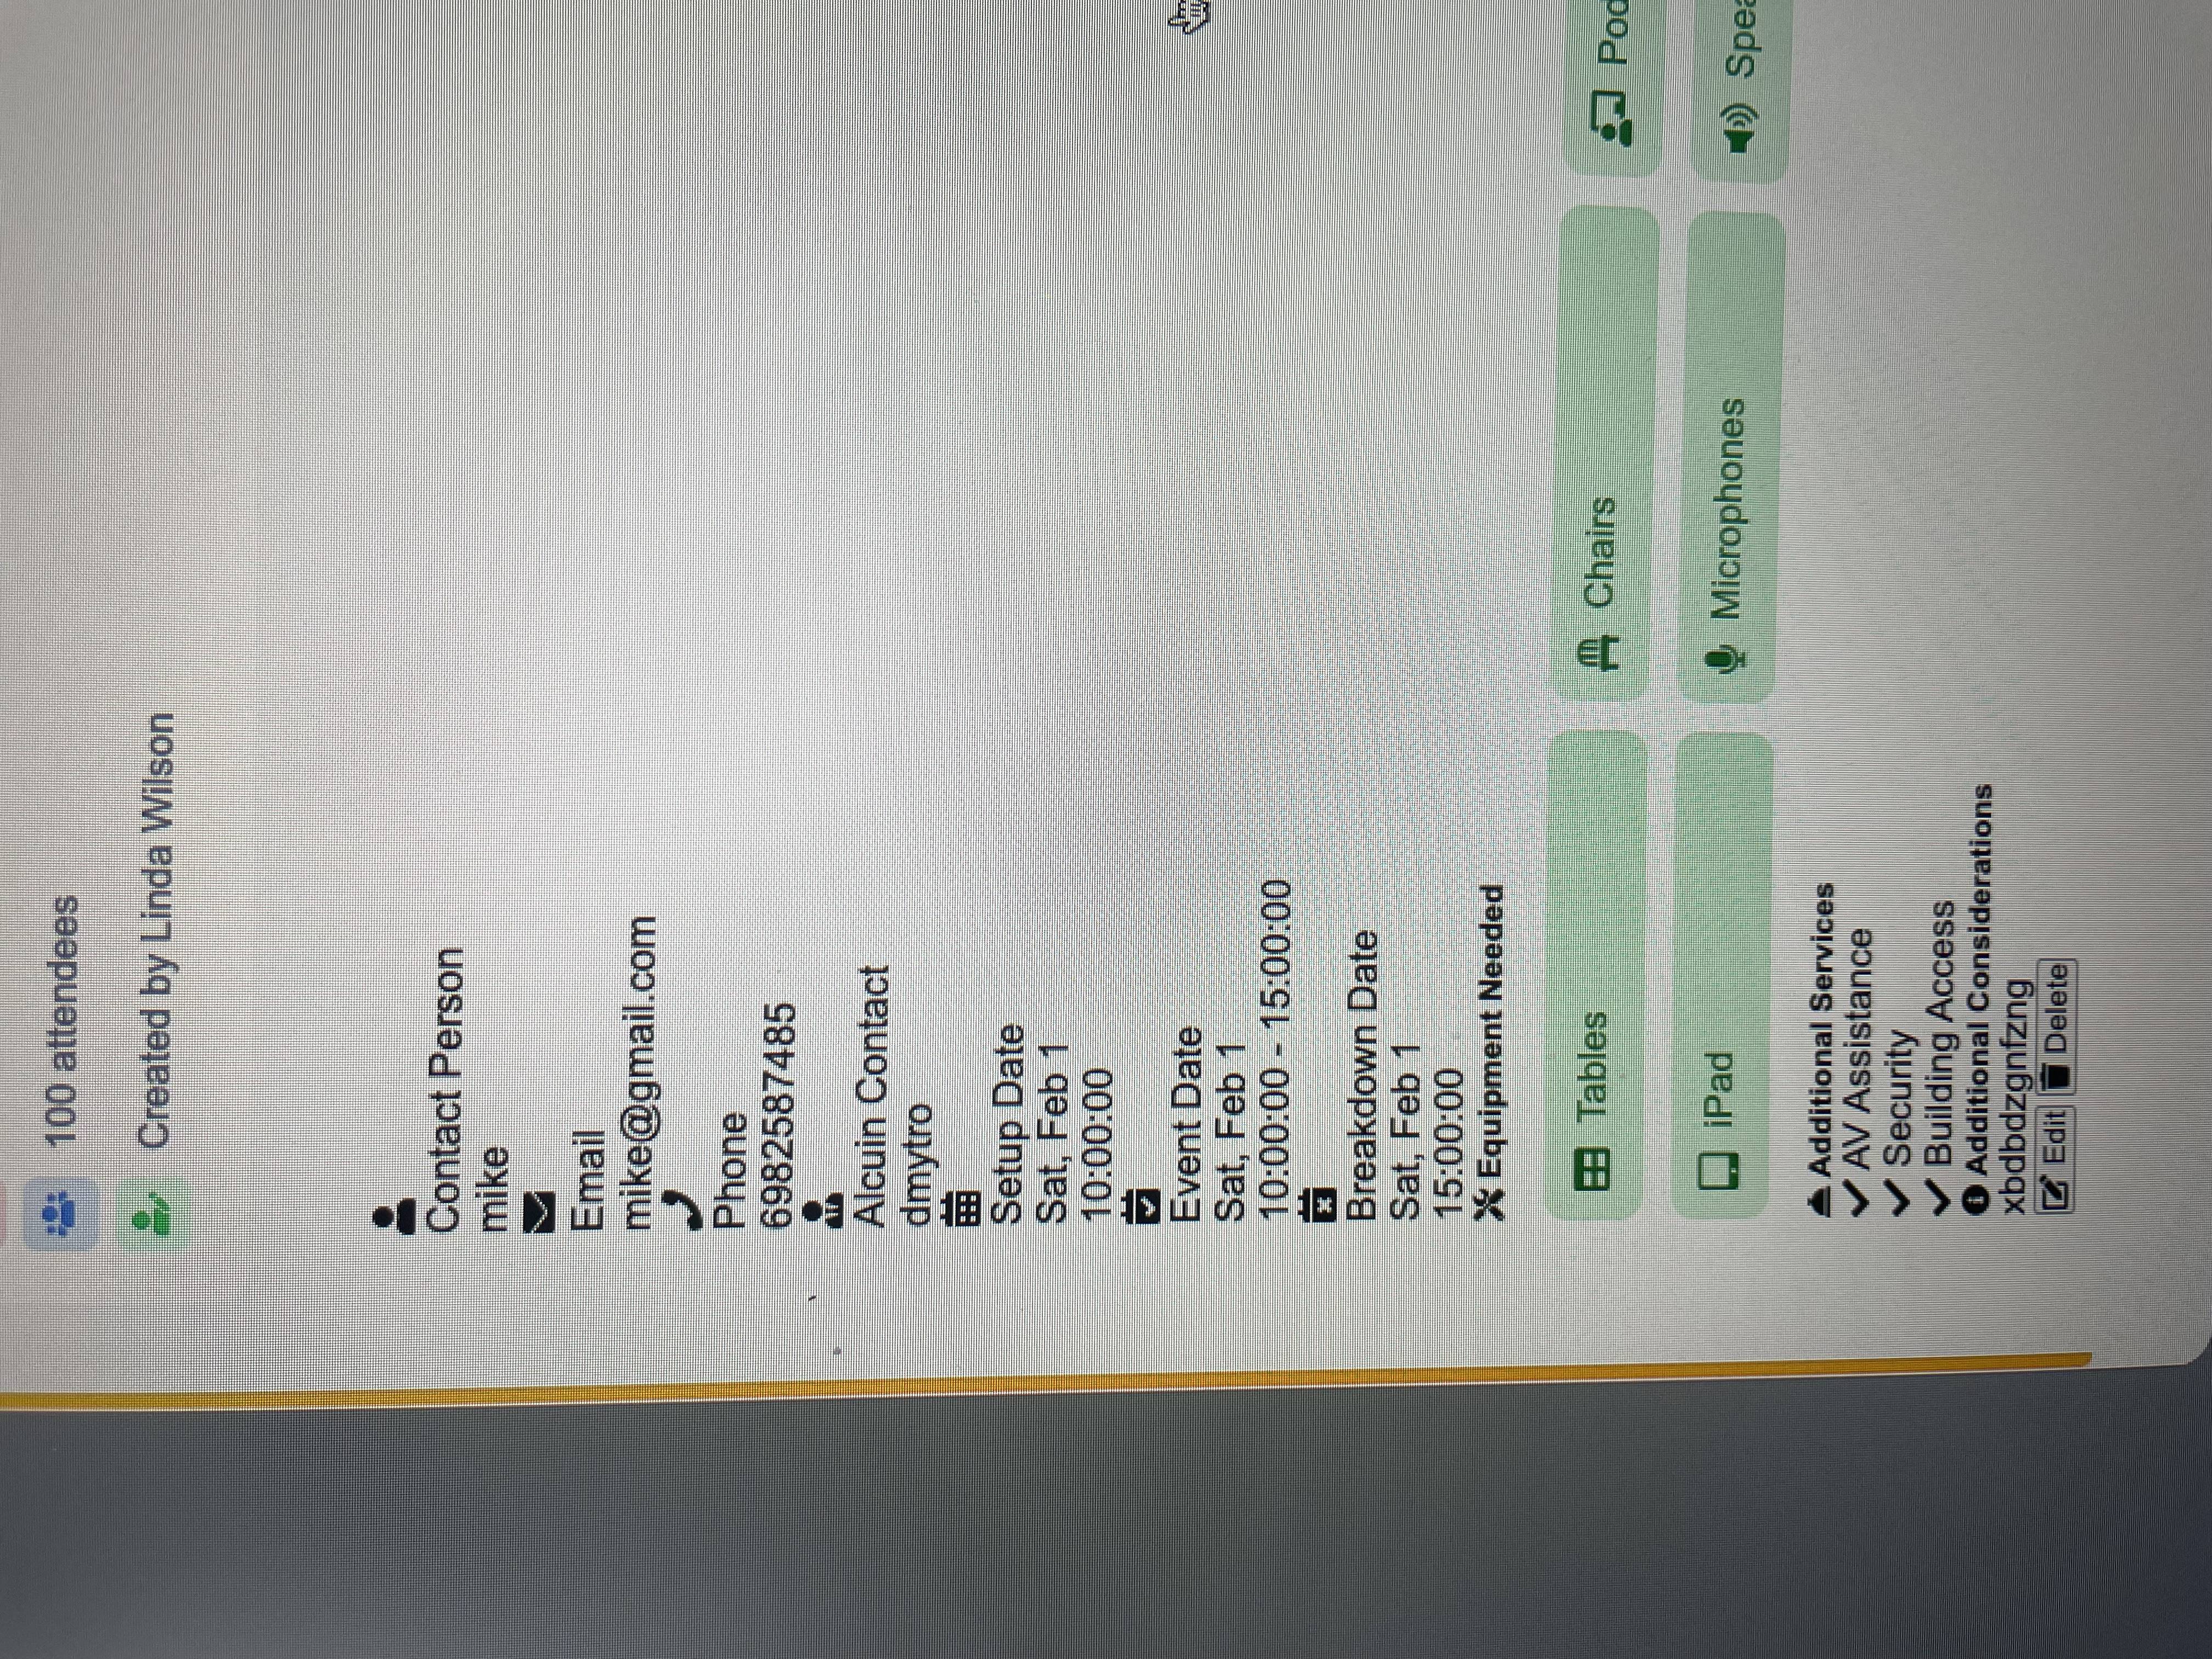 100 attendees
Created by Linda Wilson
Contact Person
mike
Email
mike@gmail.com
Phone
69825587485
Alcuin Contact
dmytro
Setup Date
Sat, Feb 1
10:00:00
Event Date
Sat, Feb 1
10:00:00 - 15:00:00
Breakdown Date
Sat, Feb 1
15:00:00
Equipment Needed
Tables Chairs
iPad Microphones
Additional Services
AV Assistance
Security
Building Access
Additional Considerations
xbdbdzgnfzng
Edit Delete